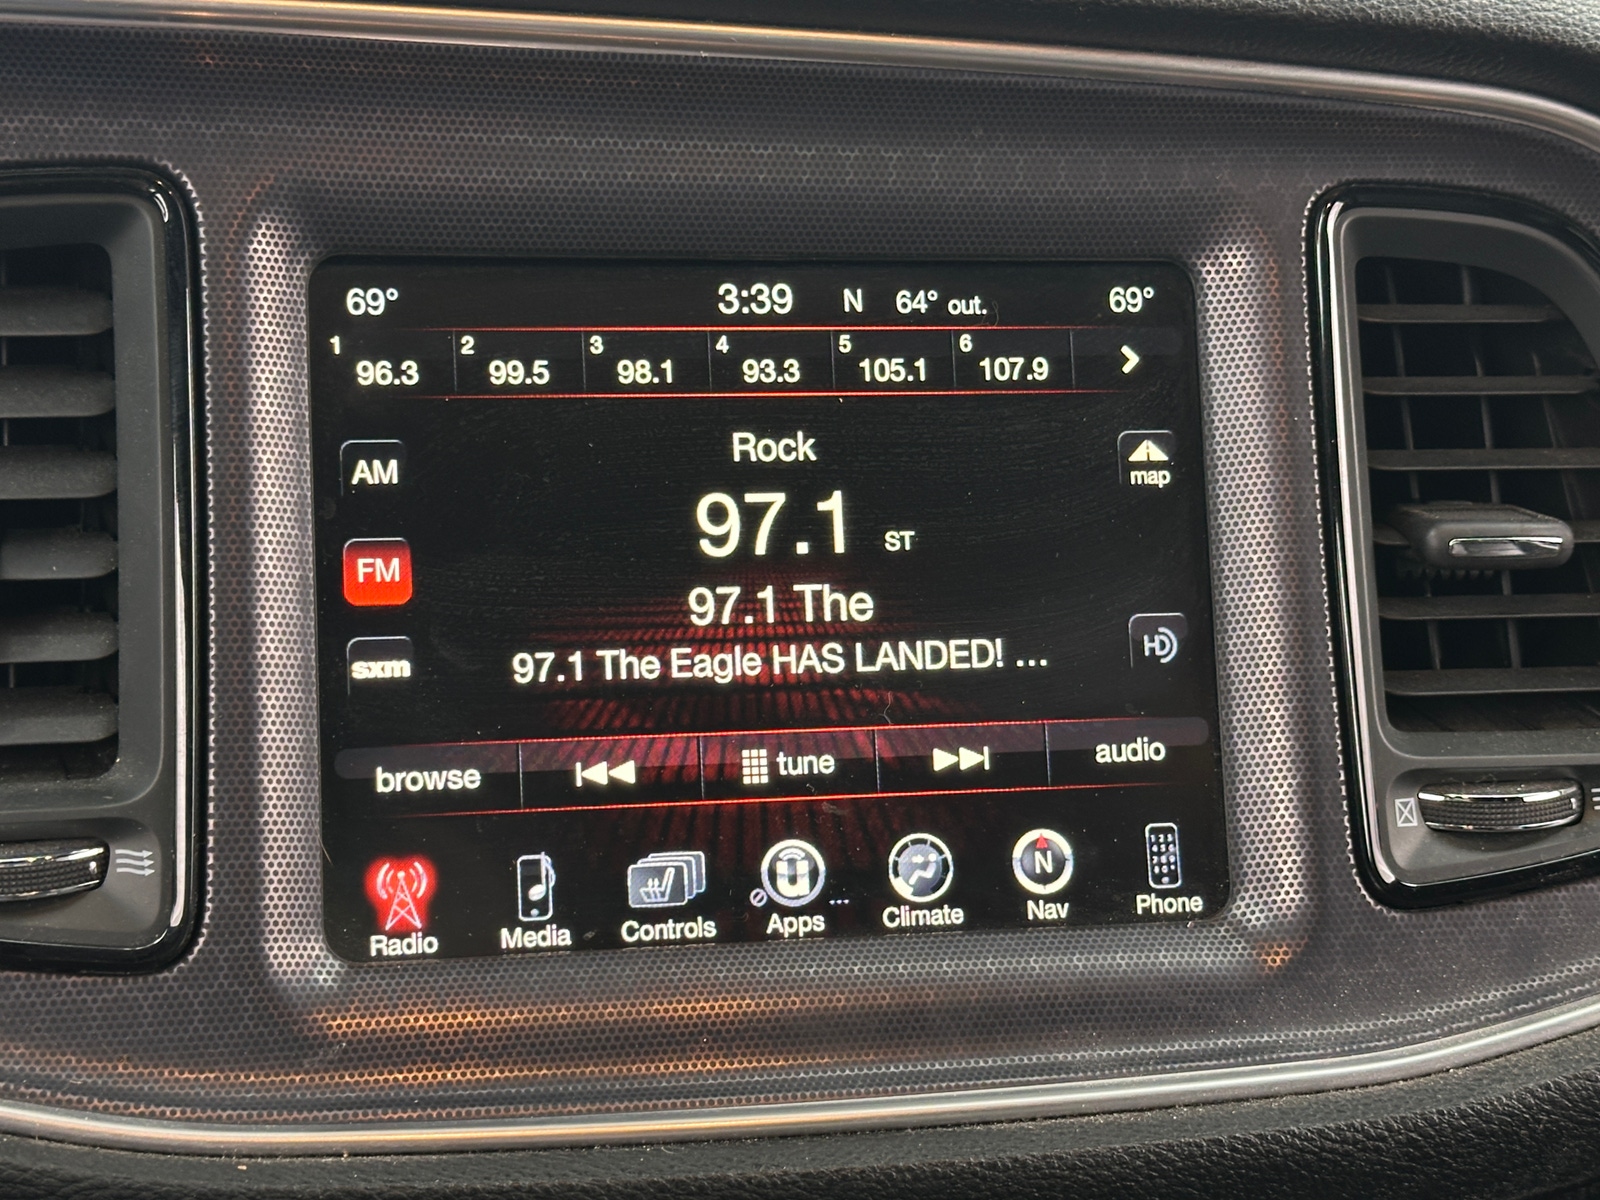 69° 3:39 N 64° out. 69°
1 96.3 2 99.5 3 98.1 4 93.3 5 105.1 6 107.9
Rock
AM
map
97.1 ST
FM
97.1 The
HD
sxm
97.1 The Eagle HAS LANDED! ...
browse tune audio
Radio Media Controls Apps ... Climate N Nav Phone